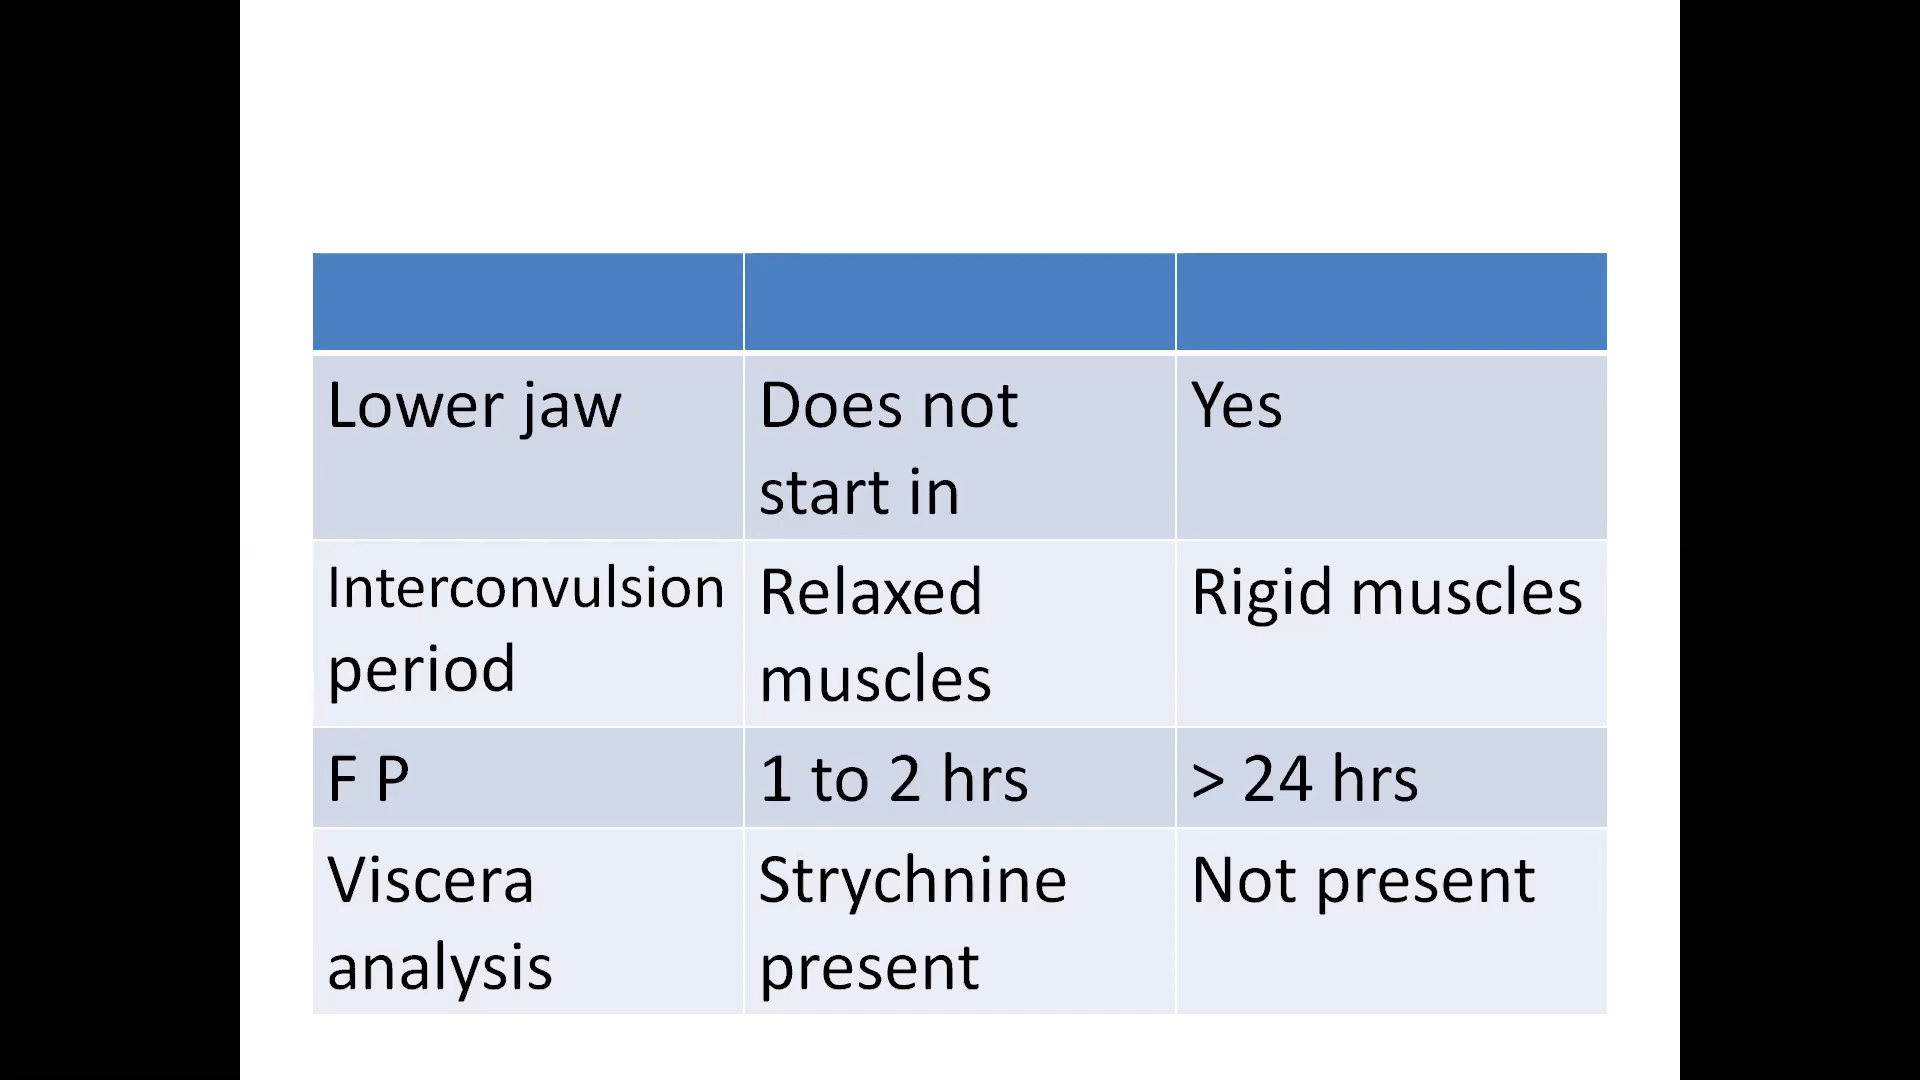 Lower jaw
Does not
start in
Yes
Interconvulsion
period
Relaxed
muscles
Rigid muscles
F P
1 to 2 hrs
> 24 hrs
Viscera
analysis
Strychnine
present
Not present